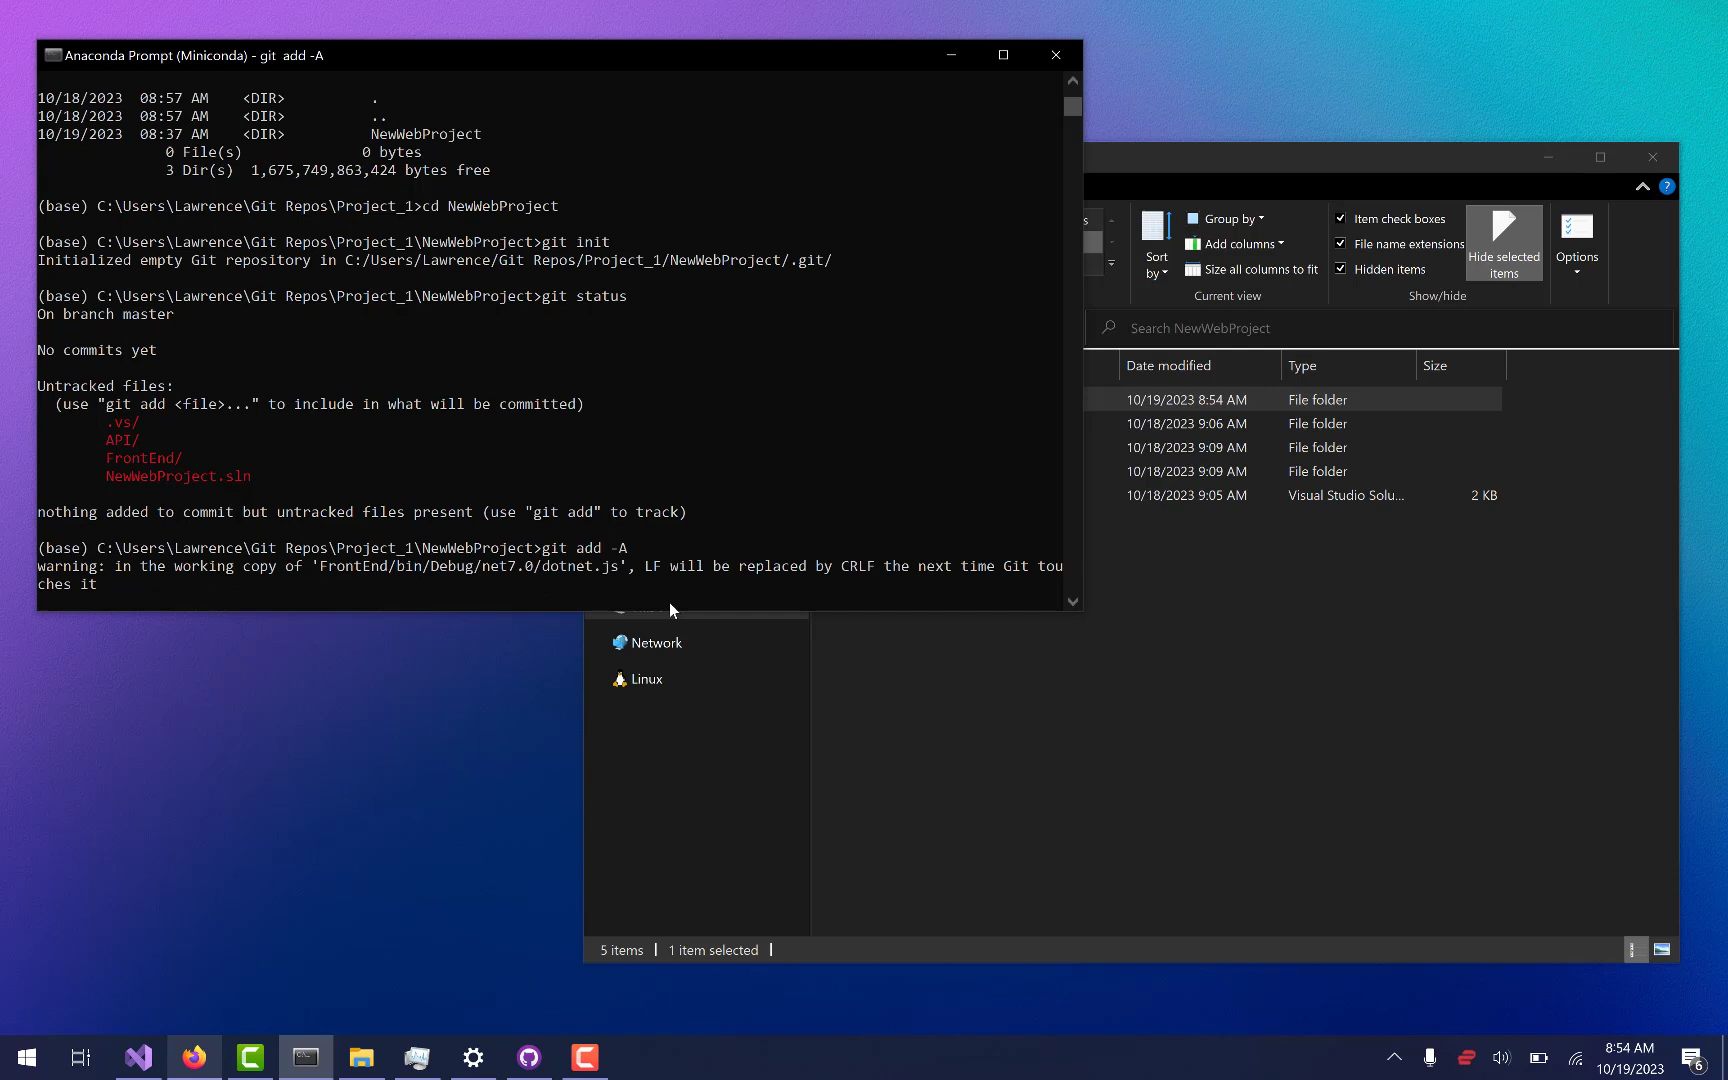 Anaconda Prompt (Miniconda) - git  add -A
10/18/2023  08:57 AM    <DIR>          .
10/18/2023  08:57 AM    <DIR>          ..
10/19/2023  08:37 AM    <DIR>          NewWebProject
0 File(s)              0 bytes
3 Dir(s)  1,675,749,863,424 bytes free
(base) C:\Users\Lawrence\Git Repos\Project_1>cd NewWebProject
(base) C:\Users\Lawrence\Git Repos\Project_1\NewWebProject>git init
Initialized empty Git repository in C:/Users/Lawrence/Git Repos/Project_1/NewWebProject/.git/
(base) C:\Users\Lawrence\Git Repos\Project_1\NewWebProject>git status
On branch master
No commits yet
Untracked files:
(use "git add <file>..." to include in what will be committed)
.vs/
API/
FrontEnd/
NewWebProject.sln
nothing added to commit but untracked files present (use "git add" to track)
(base) C:\Users\Lawrence\Git Repos\Project_1\NewWebProject>git add -A
warning: in the working copy of 'FrontEnd/bin/Debug/net7.0/dotnet.js', LF will be replaced by CRLF the next time Git tou
ches it
s
Sort by
Group by
Add columns
Size all columns to fit
Current view
Item check boxes
File name extensions
Hidden items
Hide selected items
Show/hide
Options
?
Search NewWebProject
Date modified Type Size
10/19/2023 8:54 AM File folder
10/18/2023 9:06 AM File folder
10/18/2023 9:09 AM File folder
10/18/2023 9:09 AM File folder
10/18/2023 9:05 AM Visual Studio Solu... 2 KB
Network
Linux
5 items 1 item selected
8:54 AM
10/19/2023
6